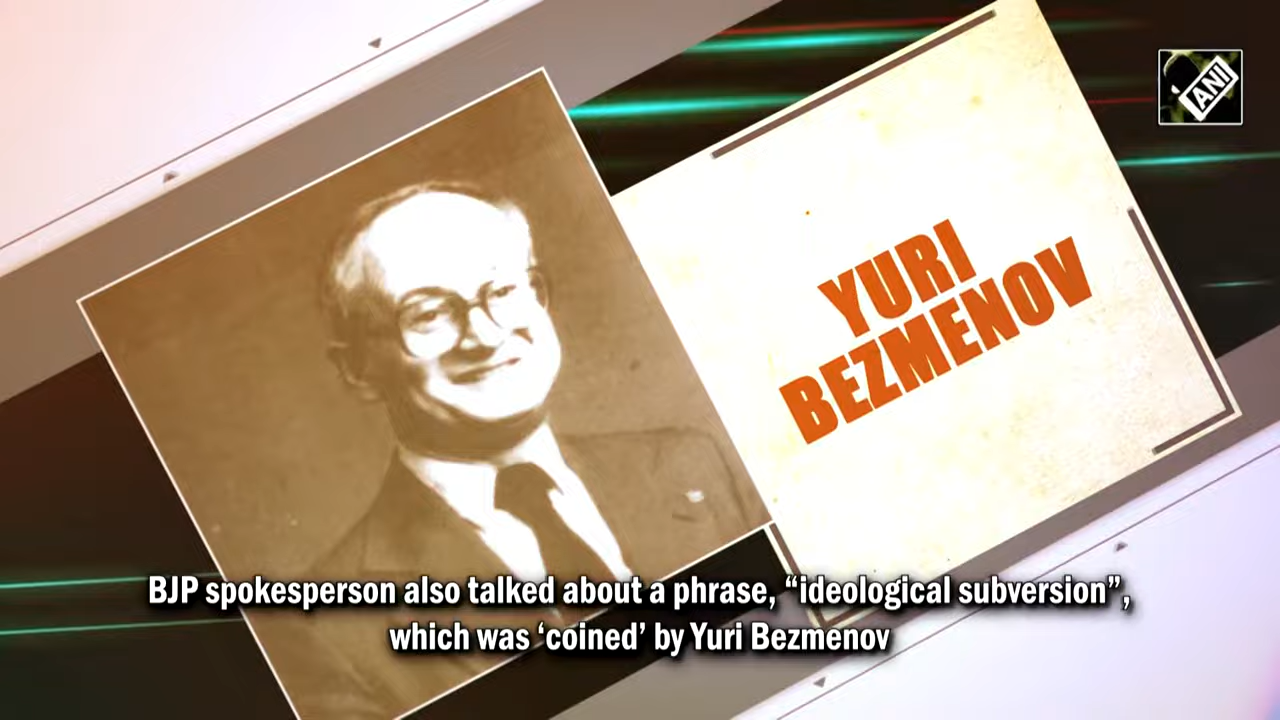 ANI
YURI
BEZMENOV
BJP spokesperson also talked about a phrase, “ideological subversion”,
which was ‘coined’ by Yuri Bezmenov